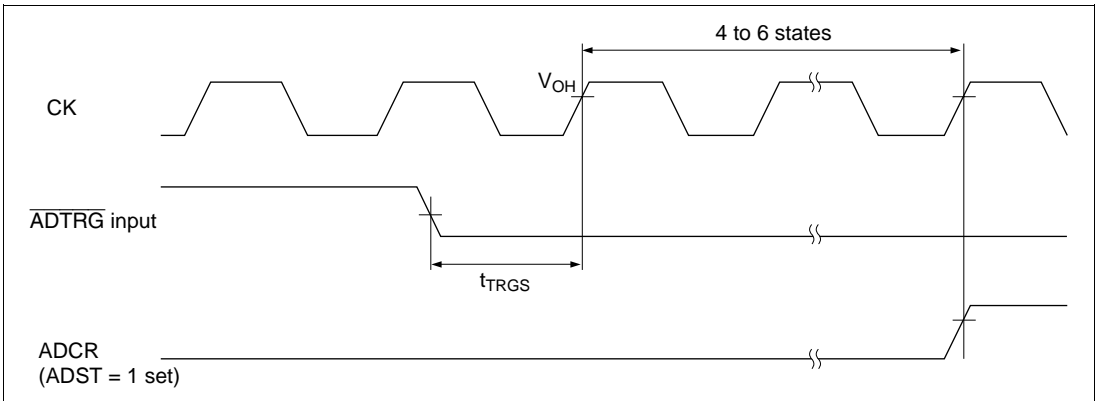 4 to 6 states
VOH
CK
ADTRG input
tTRGS
ADCR
(ADST = 1 set)